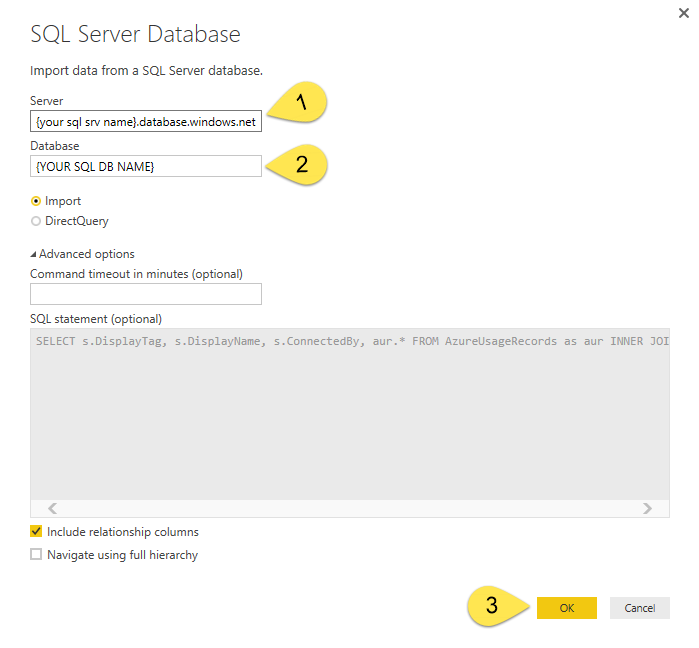 SQL Server Database
Import data from a SQL Server database.
Server
1
{your sql srv name}.database.windows.net
Database
{YOUR SQL DB NAME}
2
Import
DirectQuery
Advanced options
Command timeout in minutes (optional)
SQL statement (optional)
SELECT s.DisplayTag, s.DisplayName, s.ConnectedBy, aur.* FROM AzureUsageRecords as aur INNER JOI
Include relationship columns
Navigate using full hierarchy
3
OK
Cancel